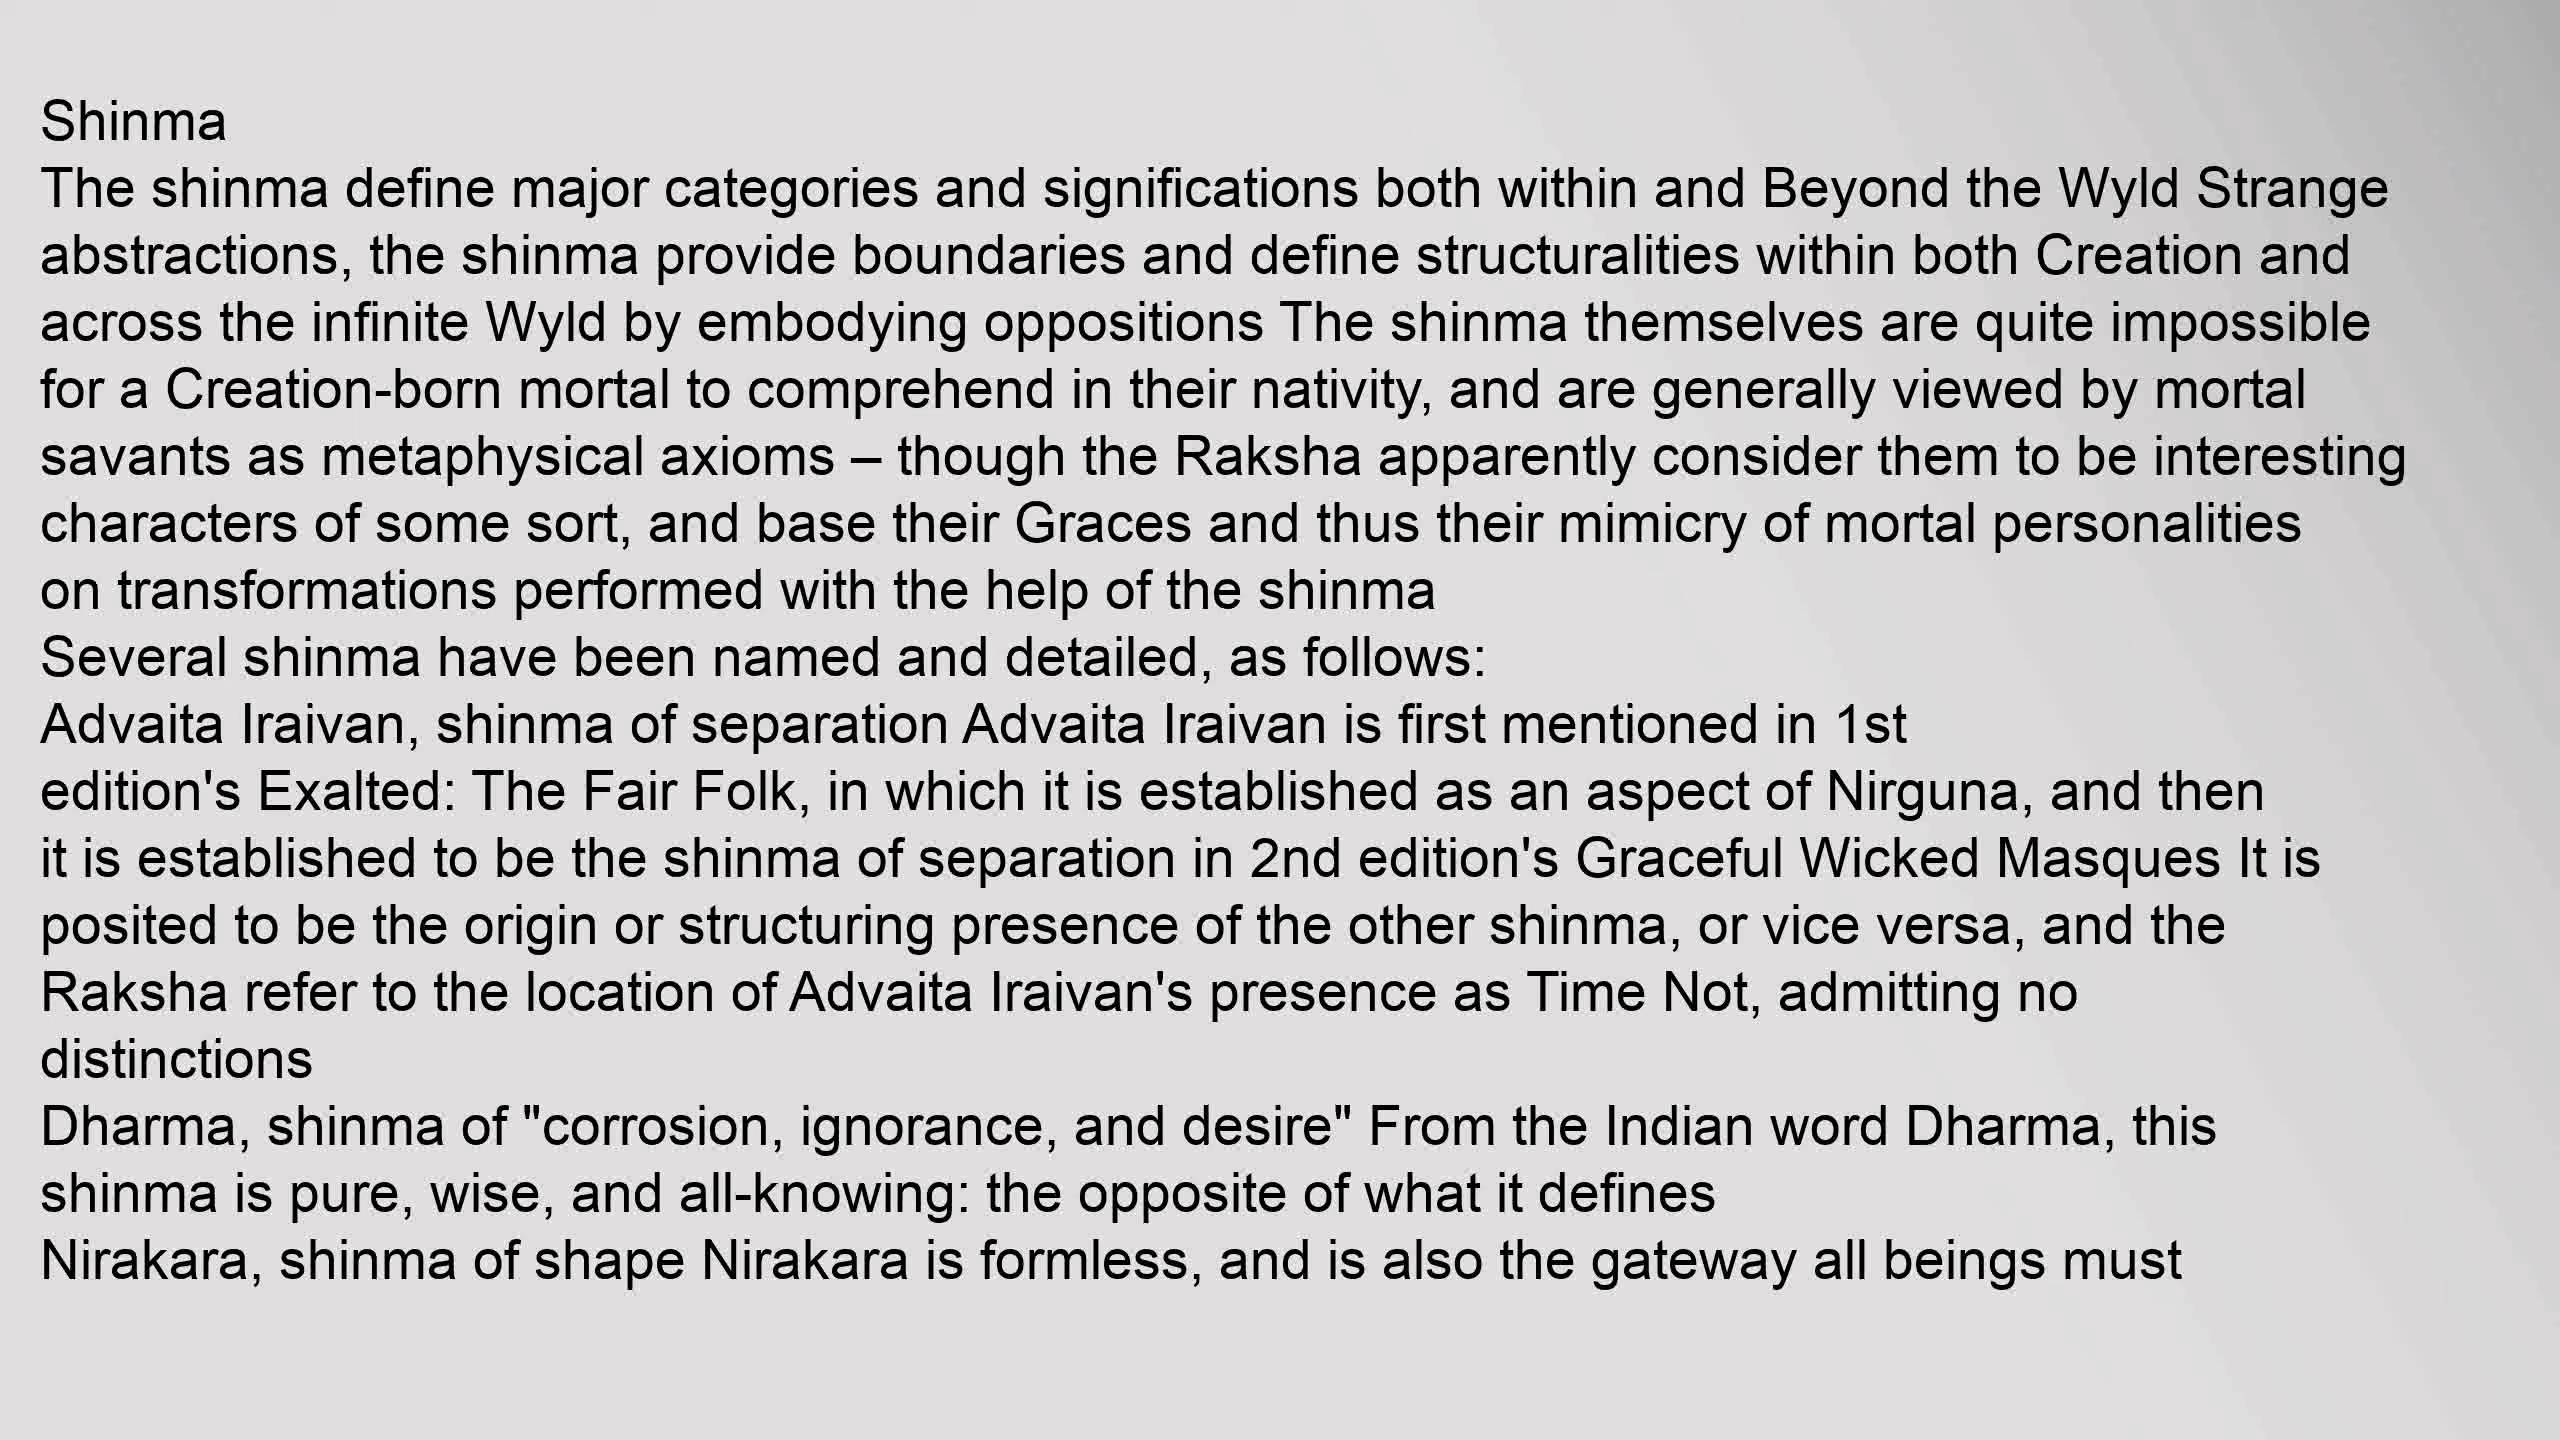 Shinma
The shinma define major categories and significations both within and Beyond the Wyld Strange
abstractions, the shinma provide boundaries and define structuralities within both Creation and
across the infinite Wyld by embodying oppositions The shinma themselves are quite impossible
for a Creation-born mortal to comprehend in their nativity, and are generally viewed by mortal
savants as metaphysical axioms – though the Raksha apparently consider them to be interesting
characters of some sort, and base their Graces and thus their mimicry of mortal personalities
on transformations performed with the help of the shinma
Several shinma have been named and detailed, as follows:
Advaita Iraivan, shinma of separation Advaita Iraivan is first mentioned in 1st
edition's Exalted: The Fair Folk, in which it is established as an aspect of Nirguna, and then
it is established to be the shinma of separation in 2nd edition's Graceful Wicked Masques It is
posited to be the origin or structuring presence of the other shinma, or vice versa, and the
Raksha refer to the location of Advaita Iraivan's presence as Time Not, admitting no
distinctions
Dharma, shinma of "corrosion, ignorance, and desire" From the Indian word Dharma, this
shinma is pure, wise, and all-knowing: the opposite of what it defines
Nirakara, shinma of shape Nirakara is formless, and is also the gateway all beings must